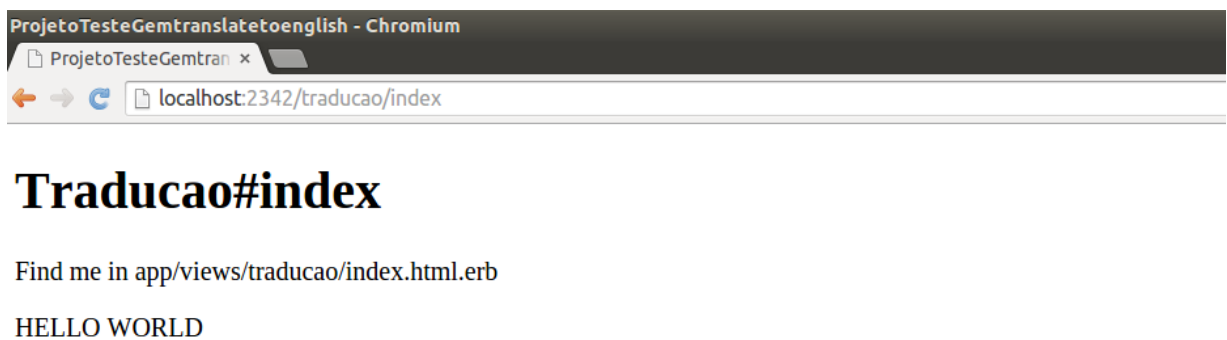 ProjetoTesteGemtranslatetoenglish - Chromium
ProjetoTesteGemtran ×
localhost:2342/traducao/index
Traducao#index
Find me in app/views/traducao/index.html.erb
HELLO WORLD